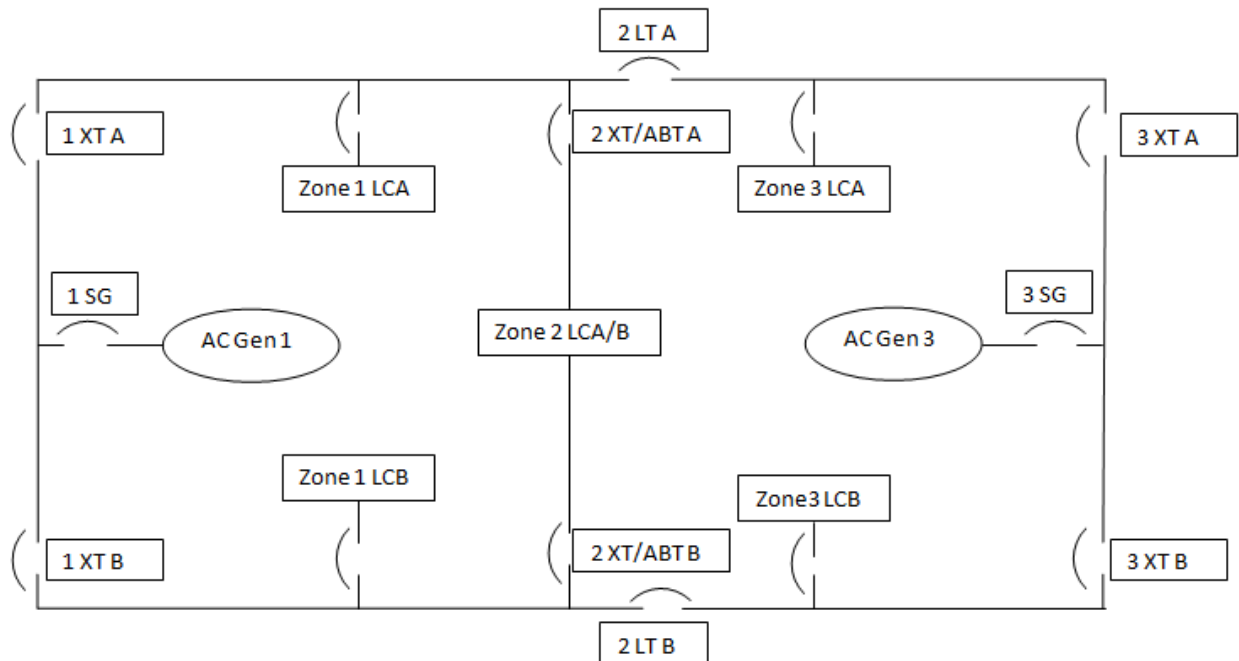 2 LT A
1 XT A
2 XT/ABT A
3 XT A
Zone 1 LCA
Zone 3 LCA
1 SG
3 SG
AC Gen 1
Zone 2 LCA/B
AC Gen 3
Zone 1 LCB
Zone3 LCB
1 XT B
2 XT/ABT B
3 XT B
2 LT B